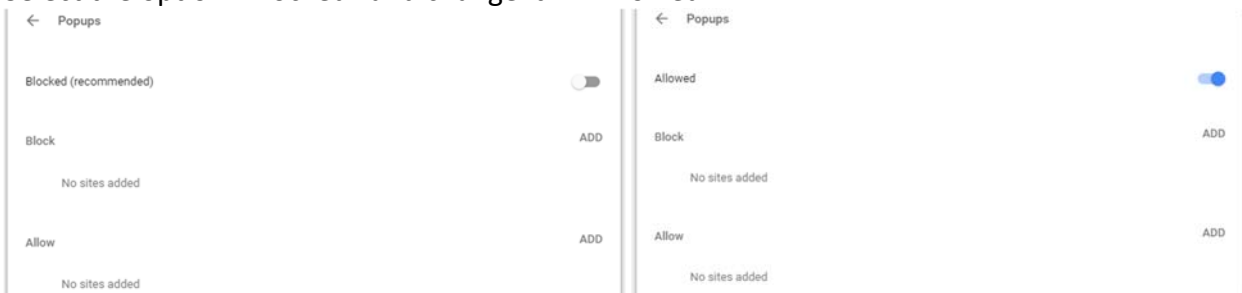 Popups
Blocked (recommended)
Block ADD
No sites added
Allow ADD
No sites added
Popups
Allowed
Block ADD
No sites added
Allow ADD
No sites added